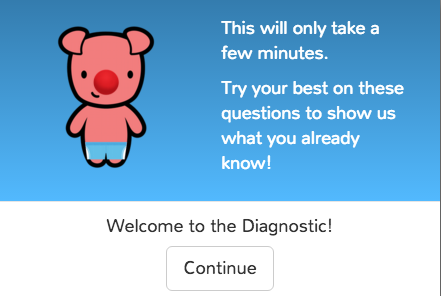 This will only take a
few minutes.
Try your best on these
questions to show us
what you already
know!
Welcome to the Diagnostic!
Continue